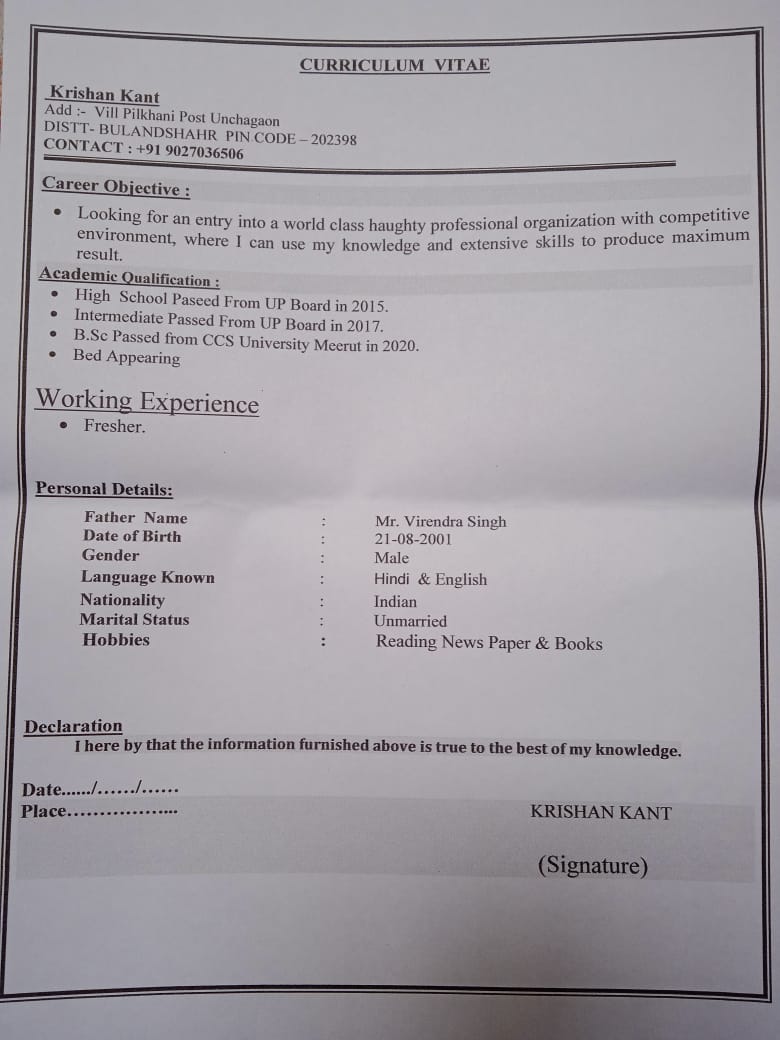 CURRICULUM VITAE
Krishan Kant
Add :- Vill Pilkhani Post Unchagaon
DISTT- BULANDSHAHR PIN CODE – 202398
CONTACT : +91 9027036506
Career Objective :
• Looking for an entry into a world class haughty professional organization with competitive
environment, where I can use my knowledge and extensive skills to produce maximum
result.
Academic Qualification :
• High School Paseed From UP Board in 2015.
• Intermediate Passed From UP Board in 2017.
• B.Sc Passed from CCS University Meerut in 2020.
• Bed Appearing
Working Experience
• Fresher.
Personal Details:
Father Name : Mr. Virendra Singh
Date of Birth : 21-08-2001
Gender : Male
Language Known : Hindi & English
Nationality : Indian
Marital Status : Unmarried
Hobbies : Reading News Paper & Books
Declaration
I here by that the information furnished above is true to the best of my knowledge.
Date....../....../......
Place...................
KRISHAN KANT
(Signature)